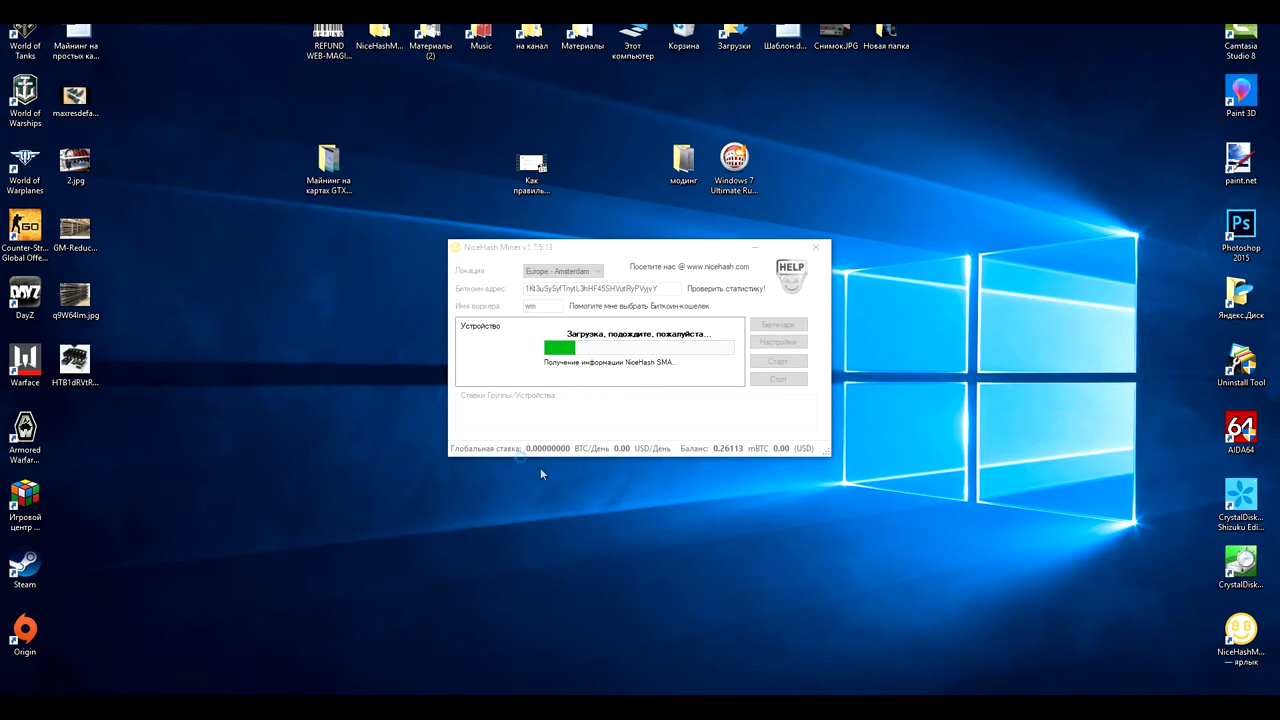 World of
Tanks
Майнинг на
простых ка...
REFUND
WEB-MAGI...
NiceHashM...
Материалы
(2)
Music
на канал
Материалы
Этот
компьютер
Корзина
Загрузки
Шаблон.d...
Снимок.JPG
Новая папка
Camtasia
Studio 8
World of
Warships
maxresdefa...
Paint 3D
World of
Warplanes
2.jpg
Майнинг на
картах GTX...
Как
правиль...
модинг
Windows 7
Ultimate Ru...
paint.net
Counter-Str...
Global Offe...
GM-Reduc...
Ps
Photoshop
2015
DAYZ
DayZ
q9W64lm.jpg
Яндекс.Диск
Warface
HTB1dRVtR...
Uninstall Tool
Armored
Warfar...
64
AIDA64
Игровой
центр ...
CrystalDisk...
Shizuku Edi...
Steam
CrystalDisk...
Origin
NiceHashM...
— ярлык
NiceHash Miner v1.7.5.13
Локация:
Europe - Amsterdam
Посетите нас @ www.nicehash.com
HELP
Биткоин-адрес:
Проверить статистику!
Имя воркера:
wm
Помогите мне выбрать Биткоин-кошелек
Устройство
Загрузка, подождите, пожалуйста...
Получение информации NiceHash SMA...
Бенчмарк
Настройки
Старт
Стоп
Ставки Группы/Устройства:
Глобальная ставка: 0.00000000 BTC/День 0.00 USD/День Баланс: 0.26113 mBTC 0.00 (USD)